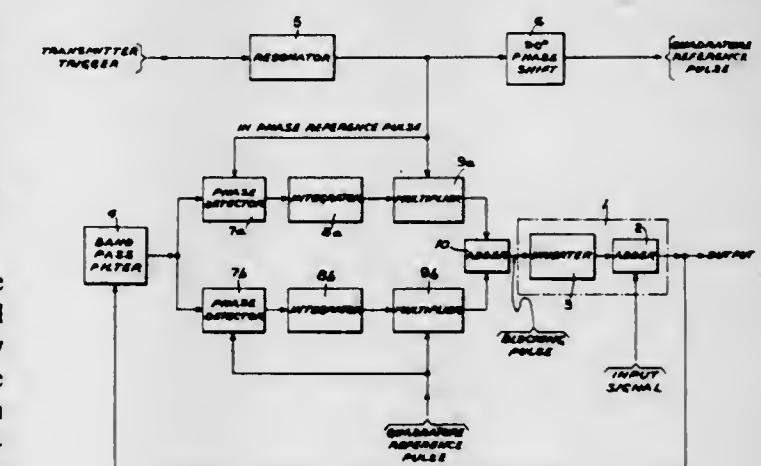 5
6
TRANSMITTER
TRIGGER
RESONATOR
90°
PHASE
SHIFT
QUADRATURE
REFERENCE
PULSE
IN PHASE REFERENCE PULSE
9a
PHASE
DETECTOR
INTEGRATOR
MULTIPLIER
7a
8a
4
BAND
PASS
FILTER
1
2
10
ADDER
INVERTER
ADDER
OUTPUT
3
7b
8b
9b
PHASE
DETECTOR
INTEGRATOR
MULTIPLIER
BLOCKING
PULSE
INPUT
SIGNAL
QUADRATURE
REFERENCE
PULSE